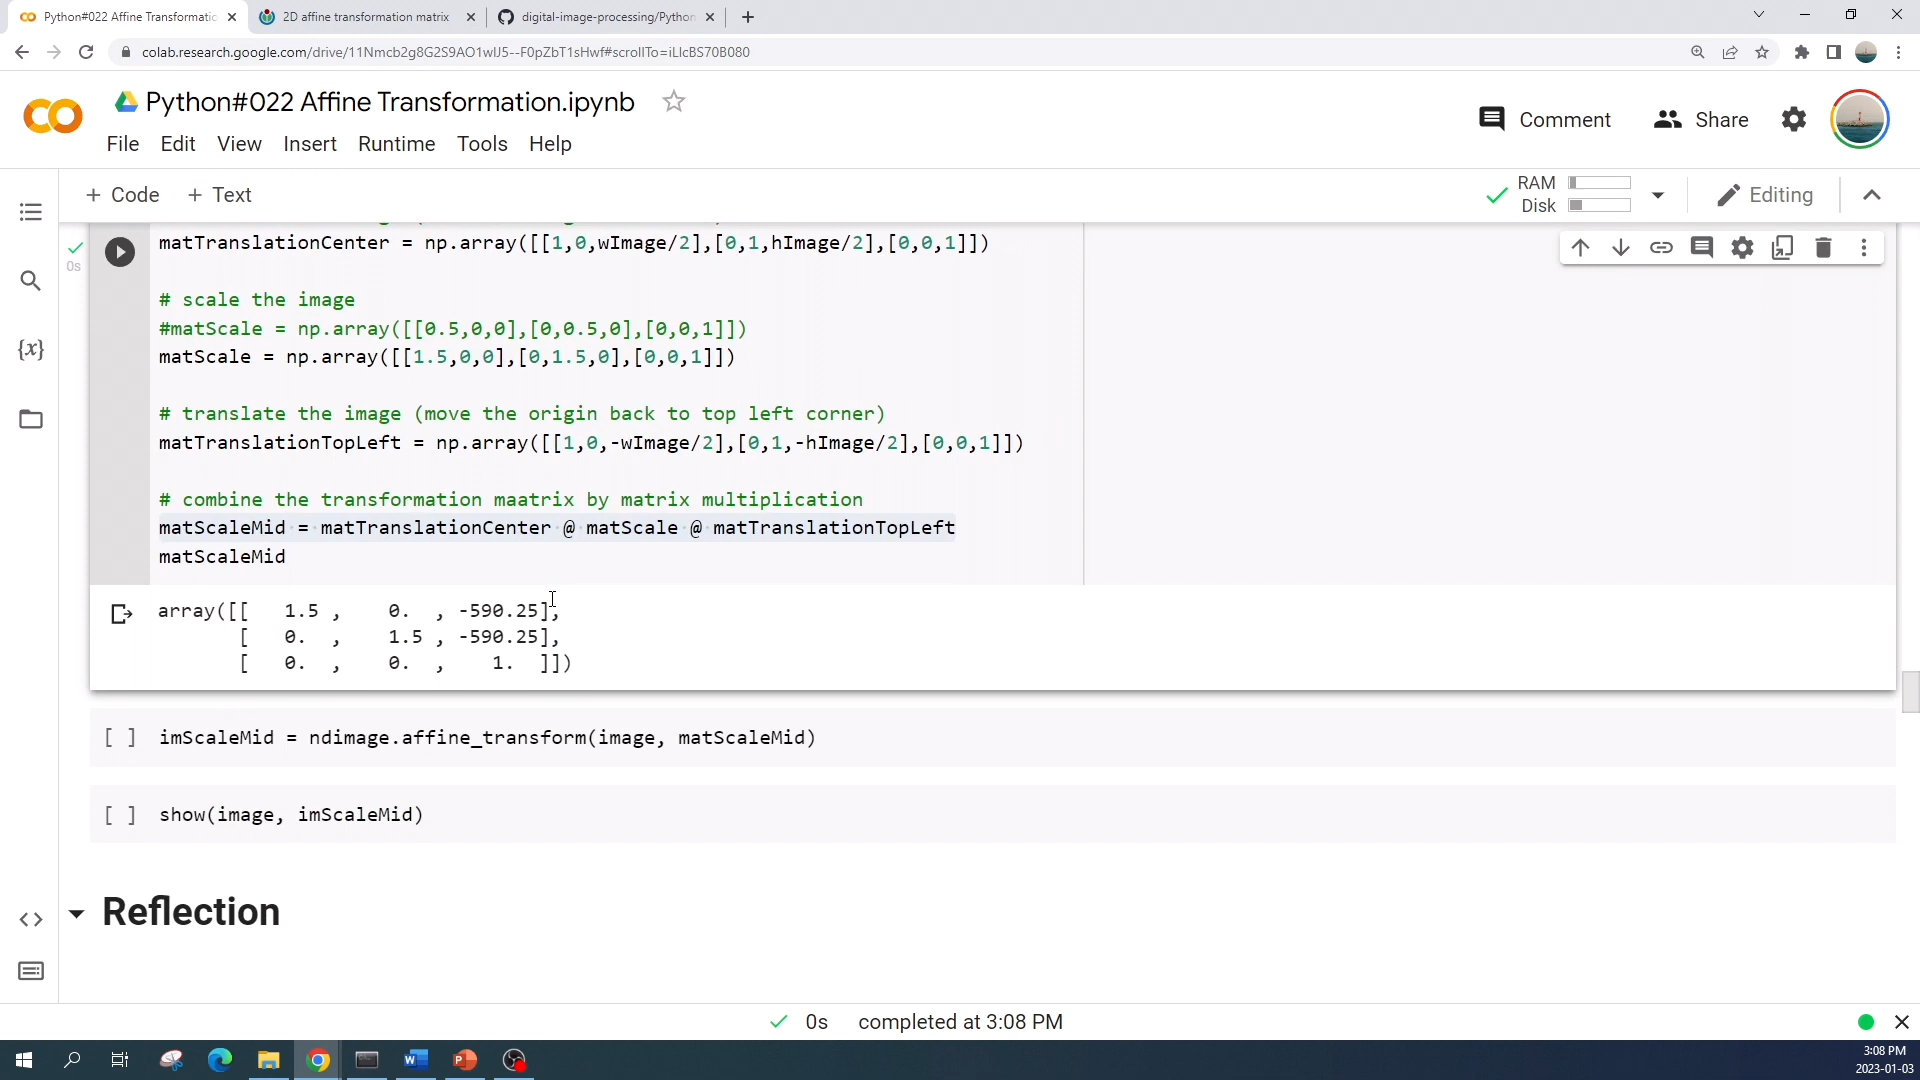 Python#022 Affine Transformatio
2D affine transformation matrix
digital-image-processing/Python
colab.research.google.com/drive/11Nmcb2g8G2S9AO1wIJ5--F0pZbT1sHwf#scrollTo=iLIcBS70B080
Python#022 Affine Transformation.ipynb
Comment
Share
File Edit View Insert Runtime Tools Help
+ Code + Text
RAM
Disk
Editing
matTranslationCenter = np.array([[1,0,wImage/2],[0,1,hImage/2],[0,0,1]])
0s
# scale the image
#matScale = np.array([[0.5,0,0],[0,0.5,0],[0,0,1]])
matScale = np.array([[1.5,0,0],[0,1.5,0],[0,0,1]])
{x}
# translate the image (move the origin back to top left corner)
matTranslationTopLeft = np.array([[1,0,-wImage/2],[0,1,-hImage/2],[0,0,1]])
# combine the transformation maatrix by matrix multiplication
matScaleMid = matTranslationCenter @ matScale @ matTranslationTopLeft
matScaleMid
array([[ 1.5 , 0. , -590.25],
[ 0. , 1.5 , -590.25],
[ 0. , 0. , 1. ]])
[ ] imScaleMid = ndimage.affine_transform(image, matScaleMid)
[ ] show(image, imScaleMid)
Reflection
0s completed at 3:08 PM
3:08 PM
2023-01-03